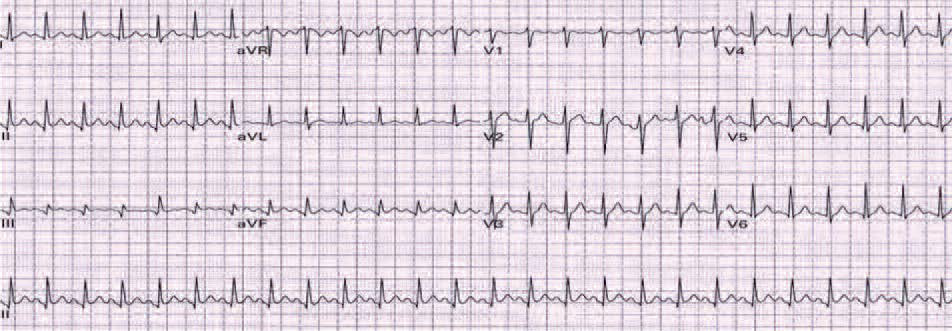 I aVR V1 V4
II aVL V2 V5
III aVF V3 V6
II